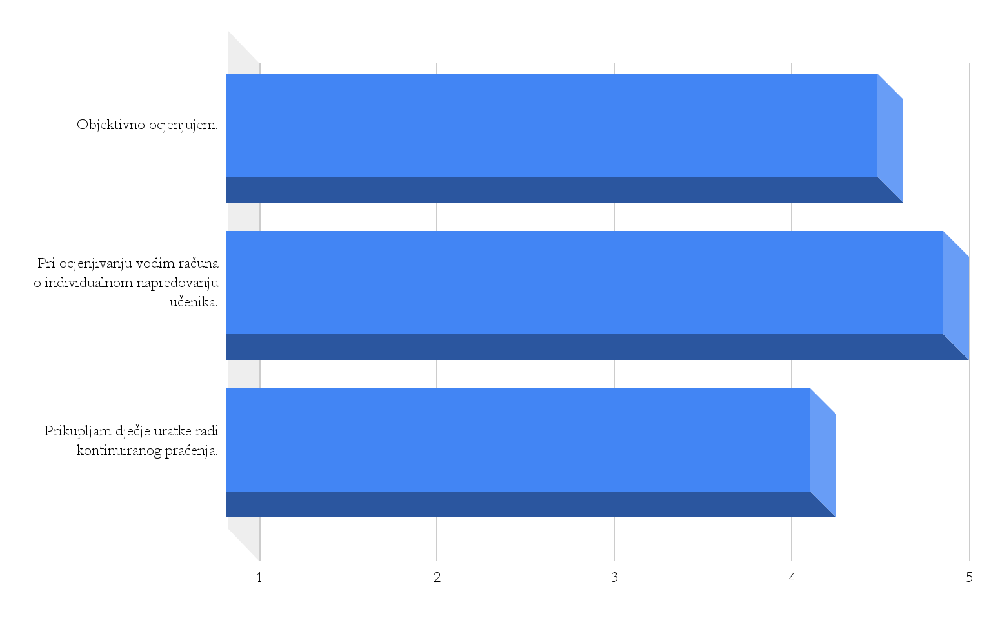 Objektivno ocjenjujem.
Pri ocjenjivanju vodim računa
o individualnom napredovanju
učenika.
Prikupljam dječje uratke radi
kontinuiranog praćenja.
1 2 3 4 5